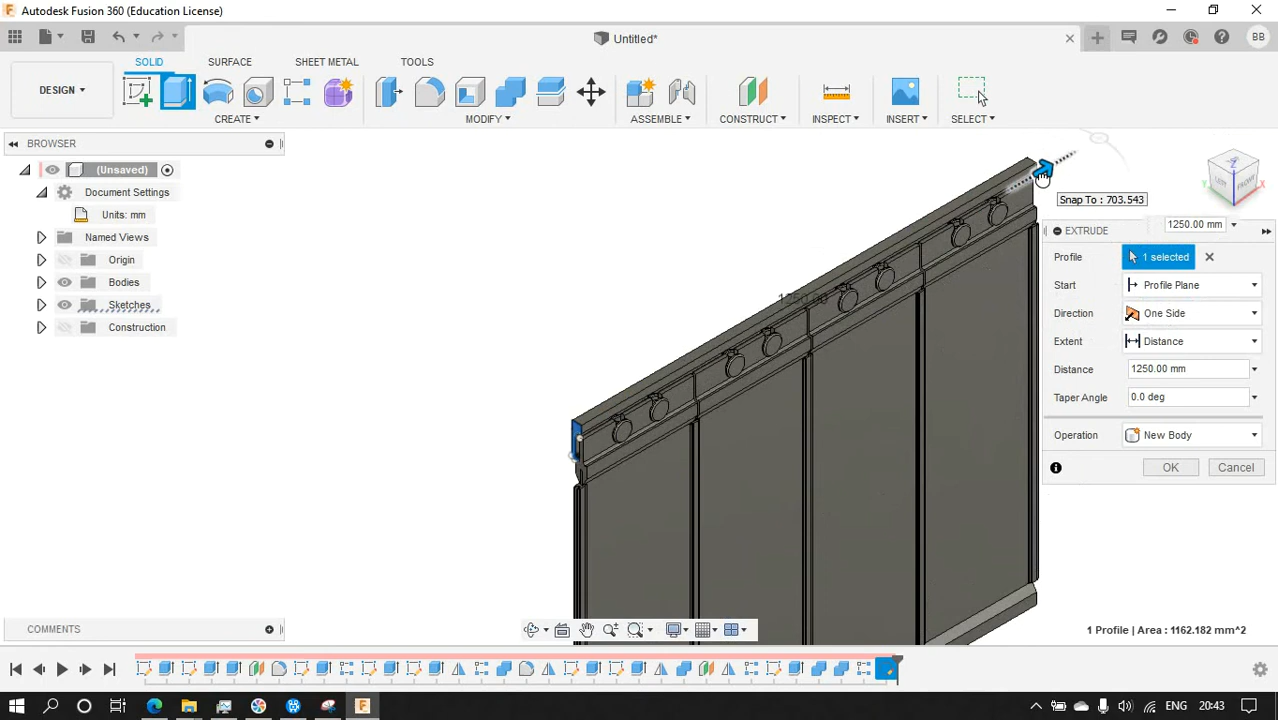 Autodesk Fusion 360 (Education License)
Untitled*
BB
DESIGN
SOLID
SURFACE
SHEET METAL
TOOLS
CREATE
MODIFY
ASSEMBLE
CONSTRUCT
INSPECT
INSERT
SELECT
BROWSER
(Unsaved)
Document Settings
Units: mm
Named Views
Origin
Bodies
Sketches
Construction
Z
X
LEFT
FRONT
Snap To : 703.543
1250.00 mm
1250.00
EXTRUDE
Profile 1 selected
Start Profile Plane
Direction One Side
Extent Distance
Distance 1250.00 mm
Taper Angle 0.0 deg
Operation New Body
OK Cancel
COMMENTS
1 Profile | Area : 1162.182 mm^2
ENG 20:43